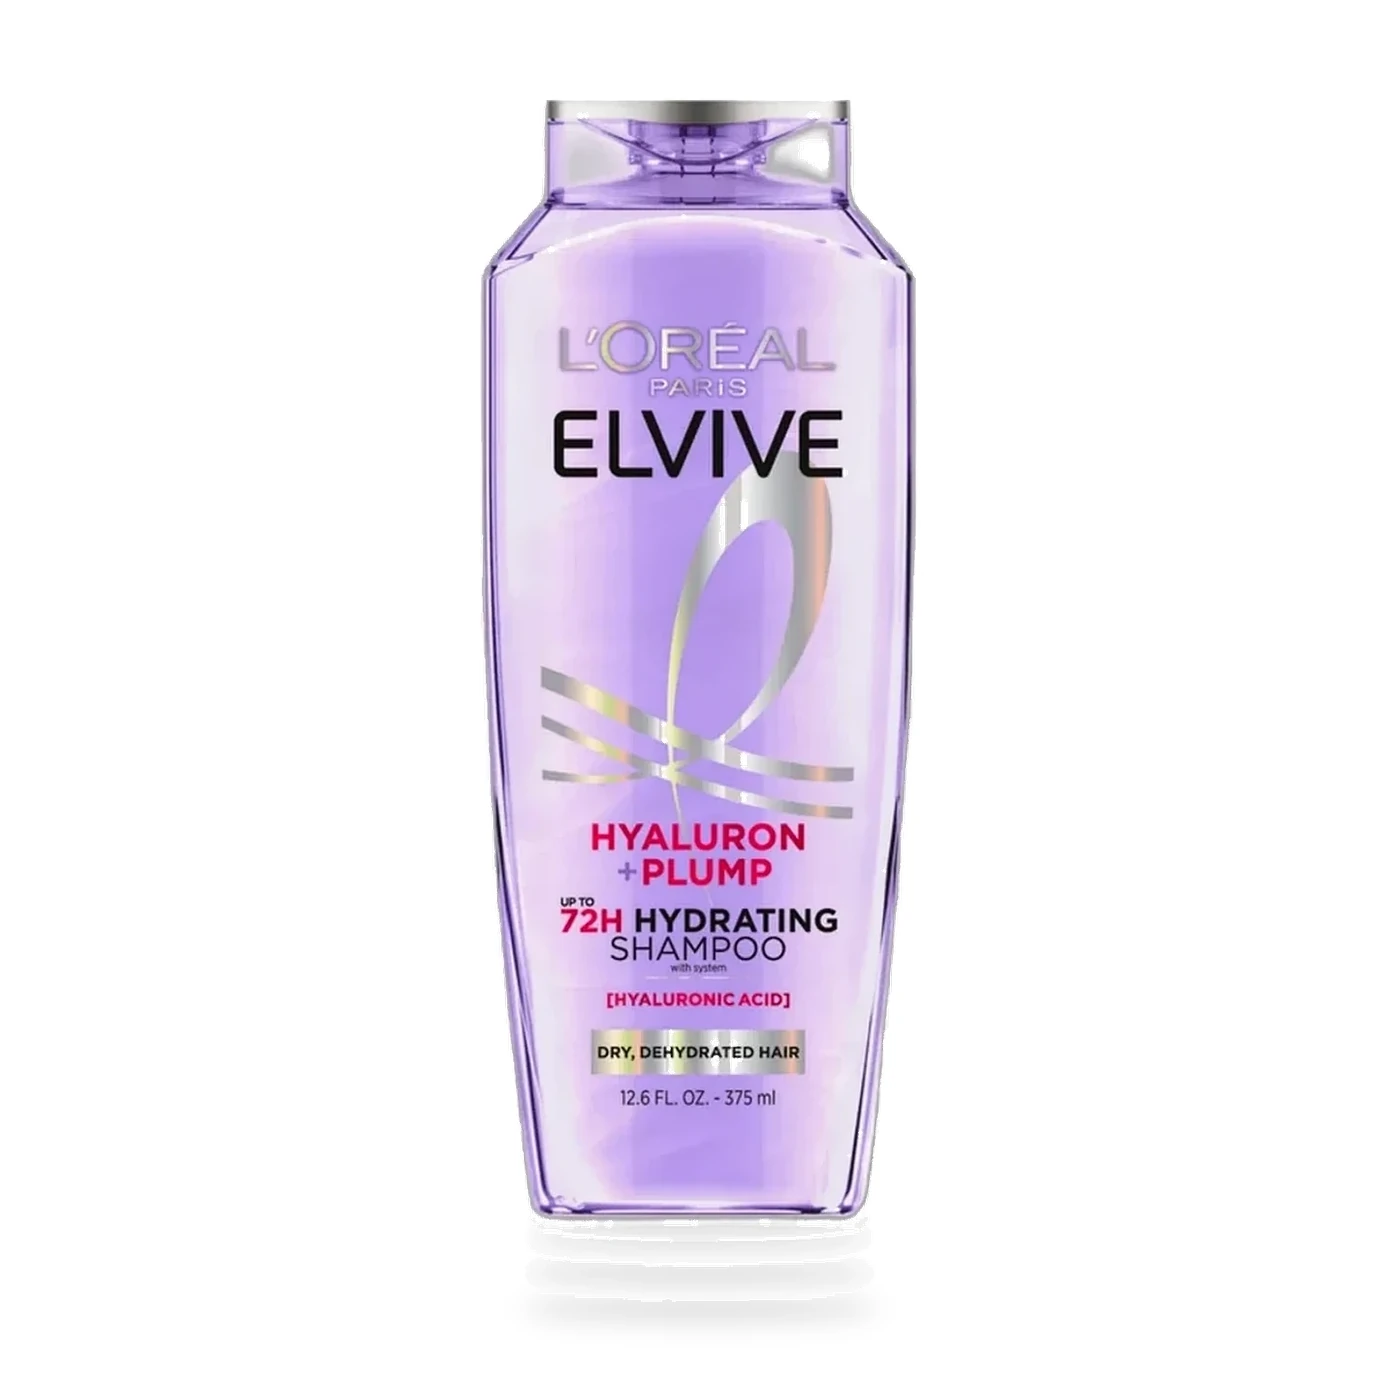 L'ORÉAL
PARiS
ELVIVE
HYALURON
+PLUMP
UP TO
72H HYDRATING
SHAMPOO
with system
[HYALURONIC ACID]
DRY, DEHYDRATED HAIR
12.6 FL. OZ. - 375 ml